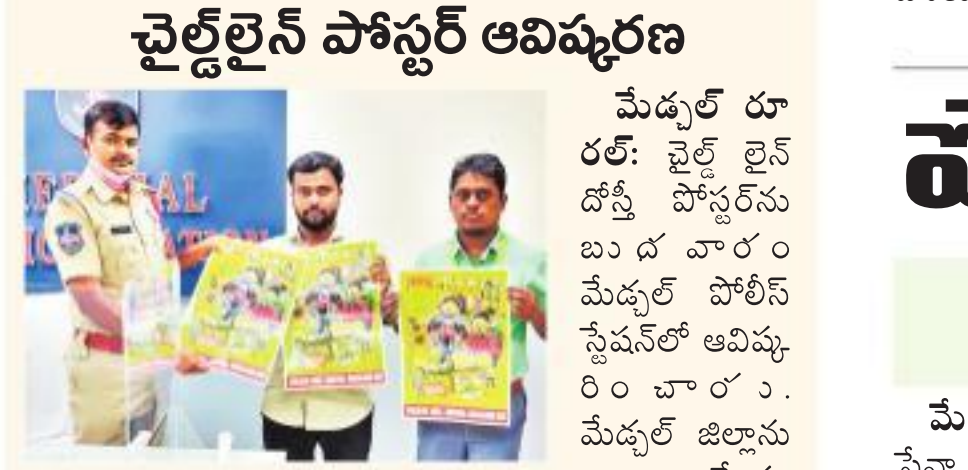 చైల్డ్‌లైన్ పోస్టర్ ఆవిష్కరణ
మేడ్చల్ రూ
రల్: చైల్డ్ లైన్
దోస్తీ పోస్టర్‌ను
బుధవారం
మేడ్చల్ పోలీస్
స్టేషన్‌లో ఆవిష్క
రించారు.
మేడ్చల్ జిల్లాను
మే